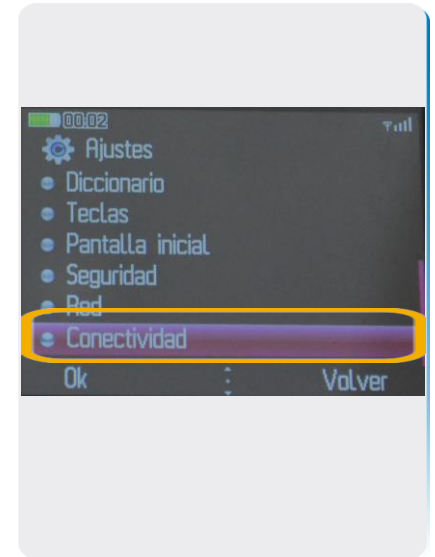 00:02
Ajustes
Diccionario
Teclas
Pantalla inicial
Seguridad
Red
Conectividad
Ok Volver